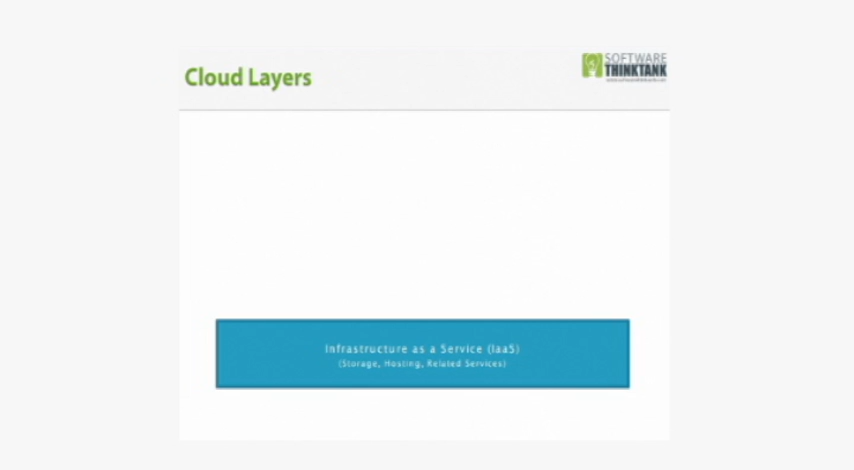 Cloud Layers
SOFTWARE
THINKTANK
Infrastructure as a Service (IaaS)
(Storage, Hosting, Related Services)